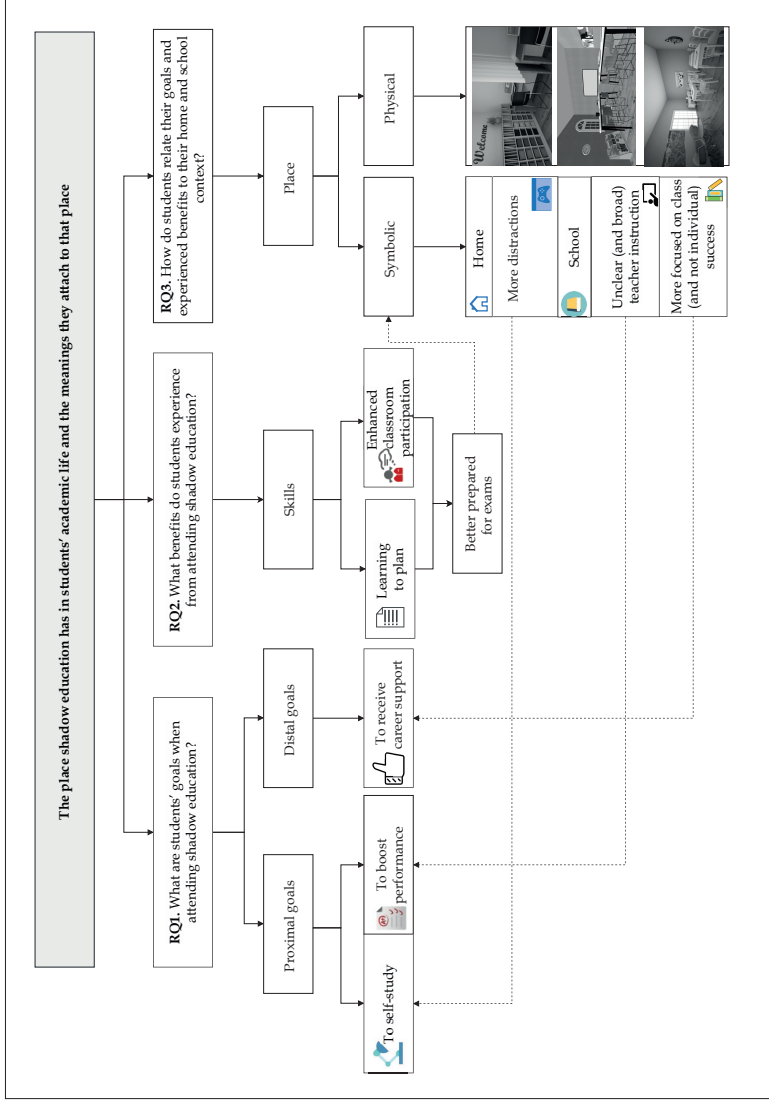 The place shadow education has in students’ academic life and the meanings they attach to that place
RQ1. What are students’ goals when
attending shadow education?
RQ2. What benefits do students experience
from attending shadow education?
RQ3. How do students relate their goals and
experienced benefits to their home and school
context?
Proximal goals
Distal goals
Skills
Place
To self-study
To boost
performance
To receive
career support
Learning
to plan
Enhanced
classroom
participation
Symbolic
Physical
Better prepared
for exams
Home
More distractions
School
Unclear (and broad)
teacher instruction
More focused on class
(and not individual)
success
Welcome